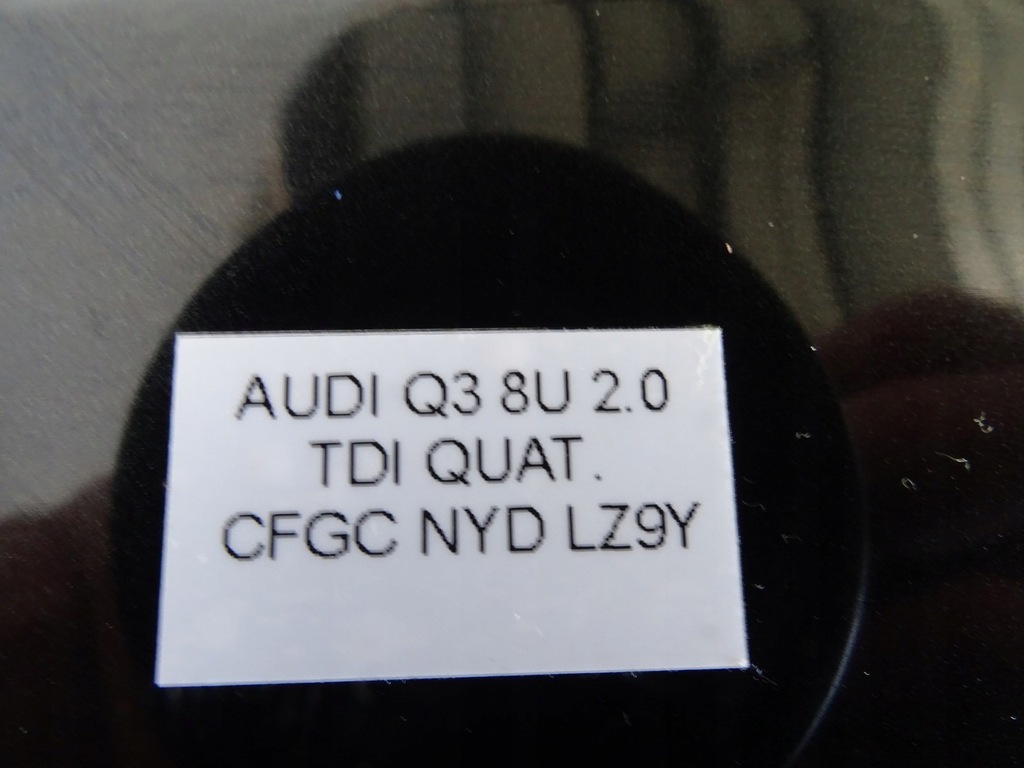 AUDI Q3 8U 2.0
TDI QUAT.
CFGC NYD LZ9Y